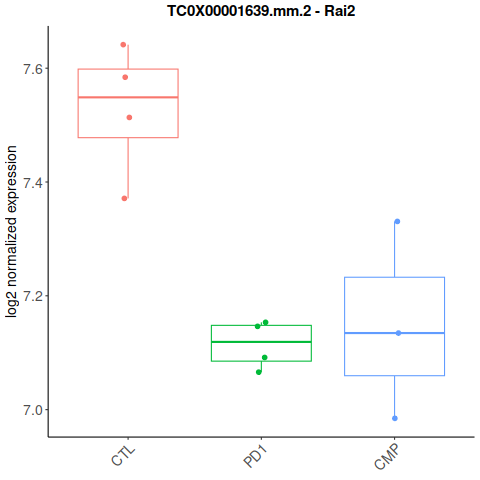 TC0X00001639.mm.2 - Rai2
log2 normalized expression
7.6
7.4
7.2
7.0
CTL
PD1
CMP